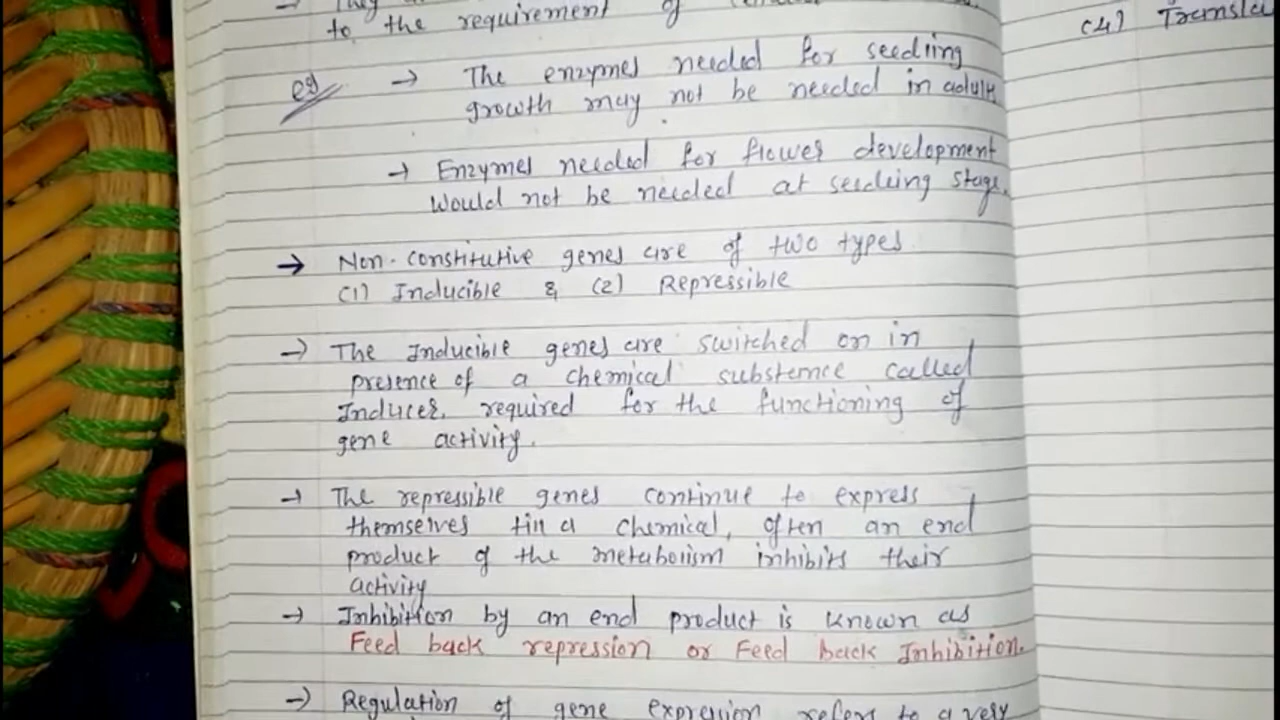 to the requirement of
eg → The enzymes needed for seedling
growth may not be needed in adult
→ Enzymes needed for flower development
would not be needed at seedling stage.
→ Non-constitutive genes are of two types
(1) Inducible & (2) Repressible
→ The Inducible genes are switched on in
presence of a chemical substance called
Inducer, required for the functioning of
gene activity.
→ The repressible genes continue to express
themselves till a chemical, often an end
product of the metabolism inhibits their
activity
→ Inhibition by an end product is known as
Feed back repression or Feed back Inhibition.
→ Regulation of gene expression refers to a very
(4)